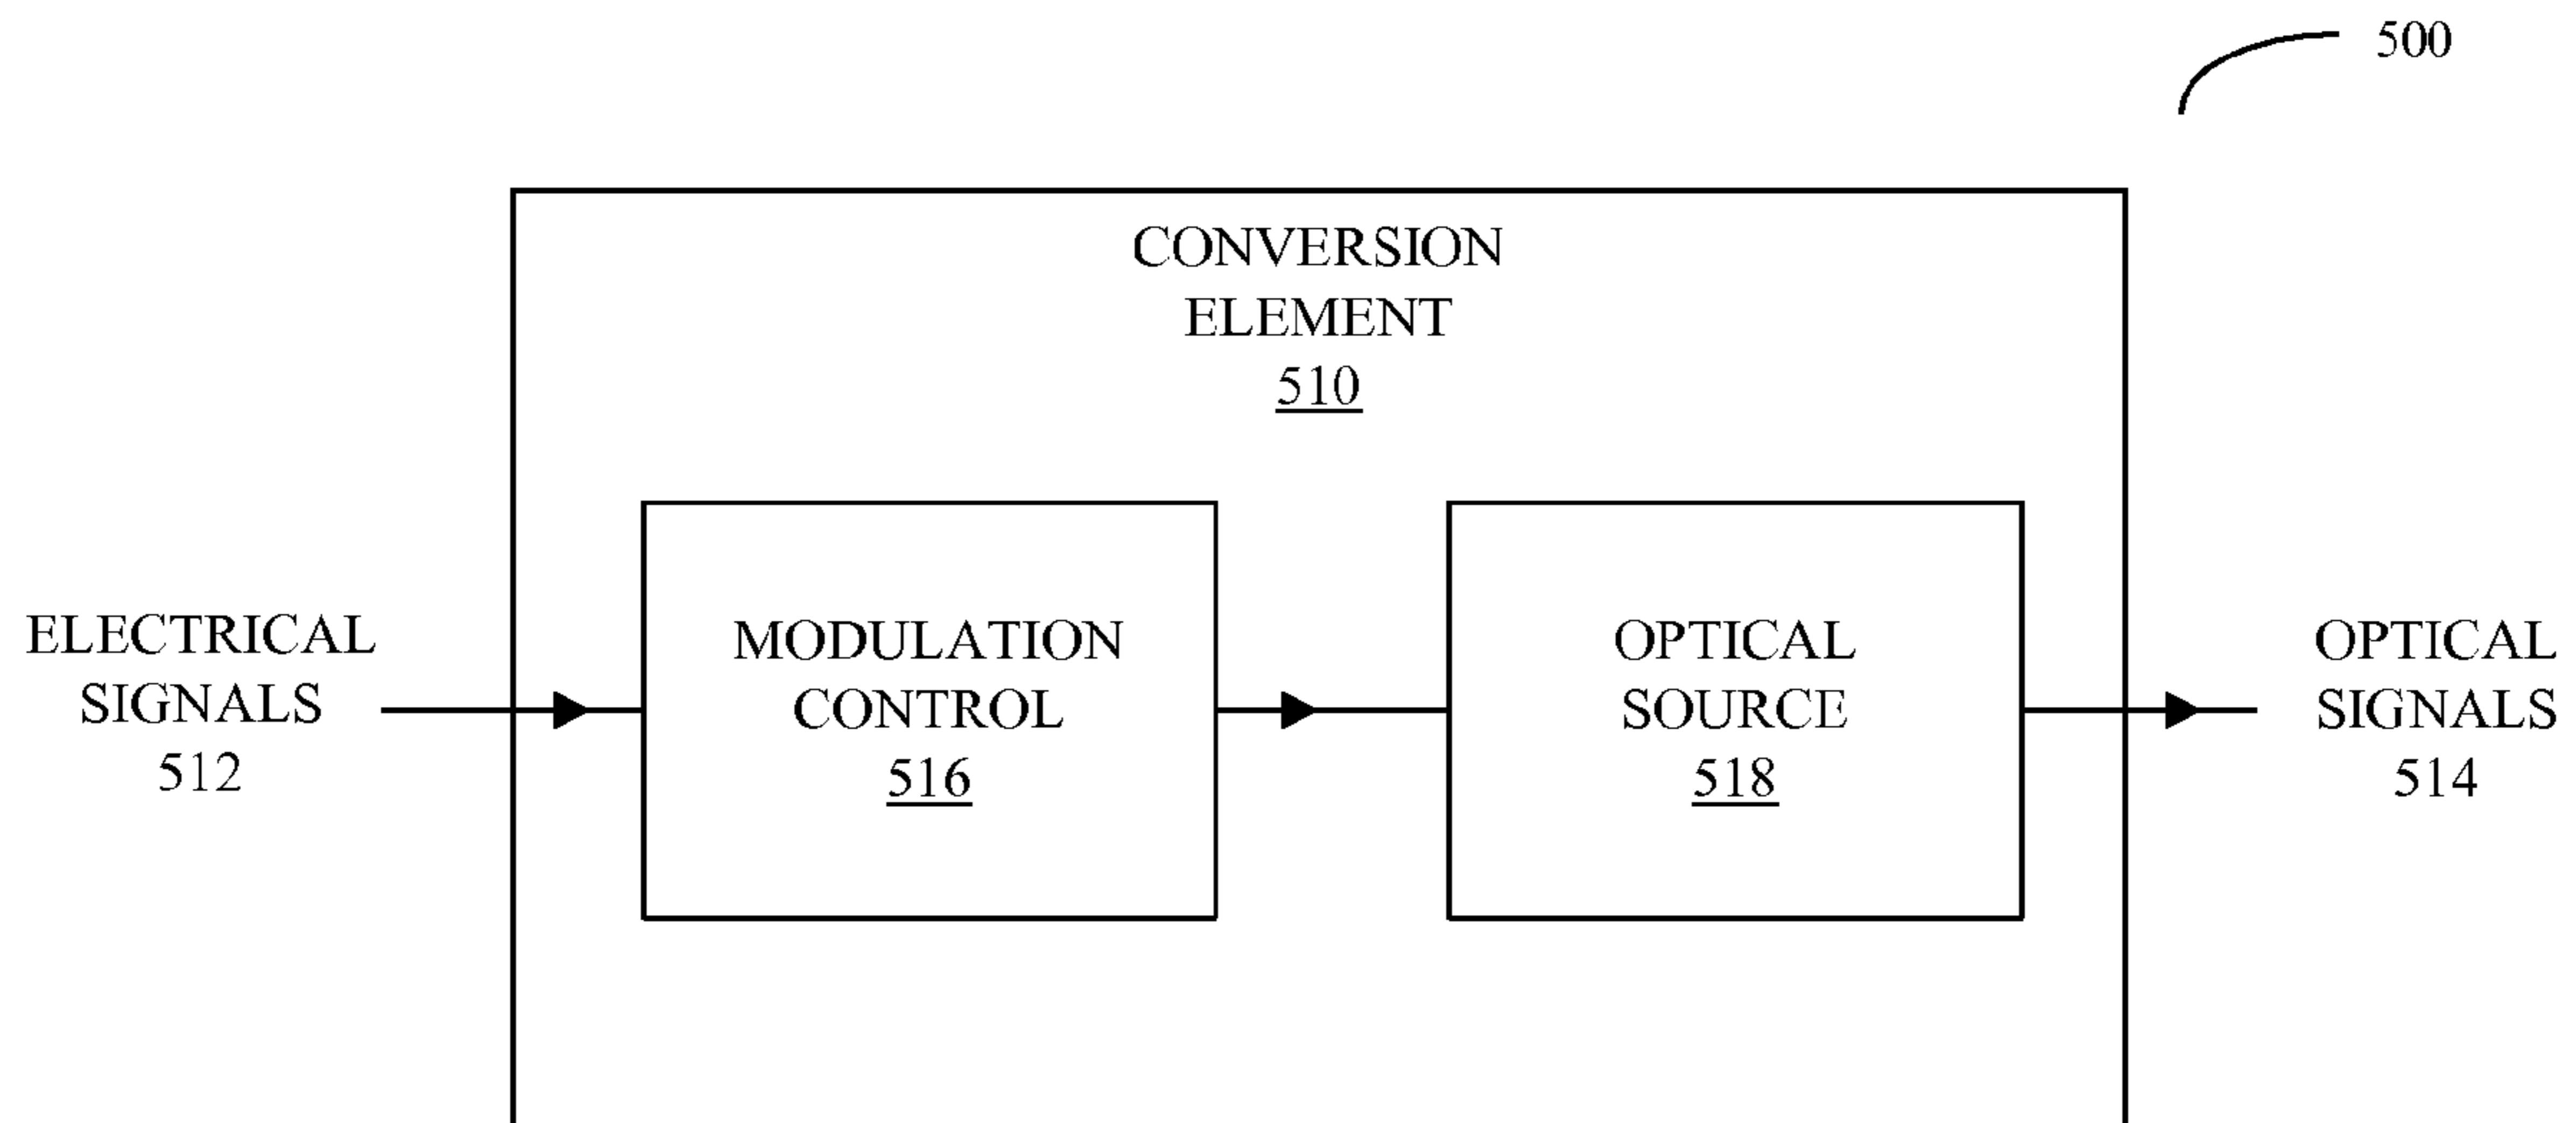 500
CONVERSION
ELEMENT
510
ELECTRICAL
SIGNALS
512
MODULATION
CONTROL
516
OPTICAL
SOURCE
518
OPTICAL
SIGNALS
514